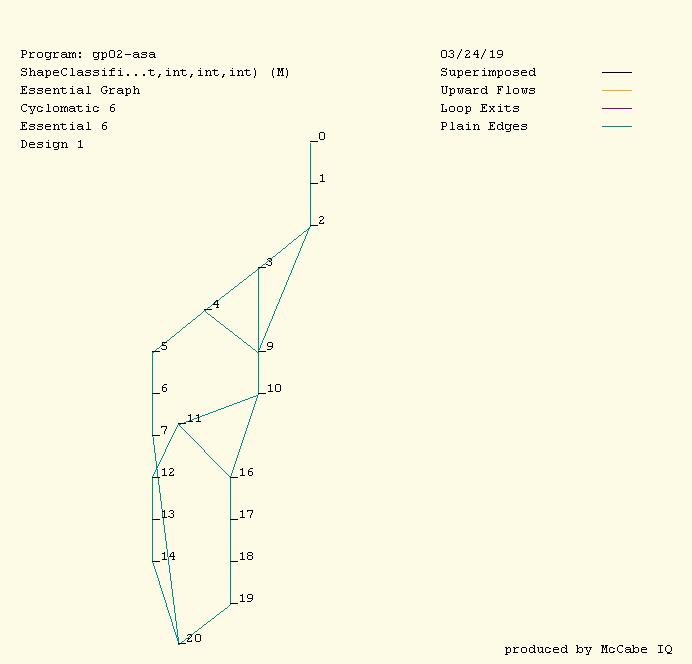 Program: gp02-asa
ShapeClassifi...t,int,int,int) (M)
Essential Graph
Cyclomatic 6
Essential 6
Design 1
03/24/19
Superimposed
Upward Flows
Loop Exits
Plain Edges
0
1
2
3
4
5
9
6
10
11
7
12
16
13
17
14
18
19
20
produced by McCabe IQ